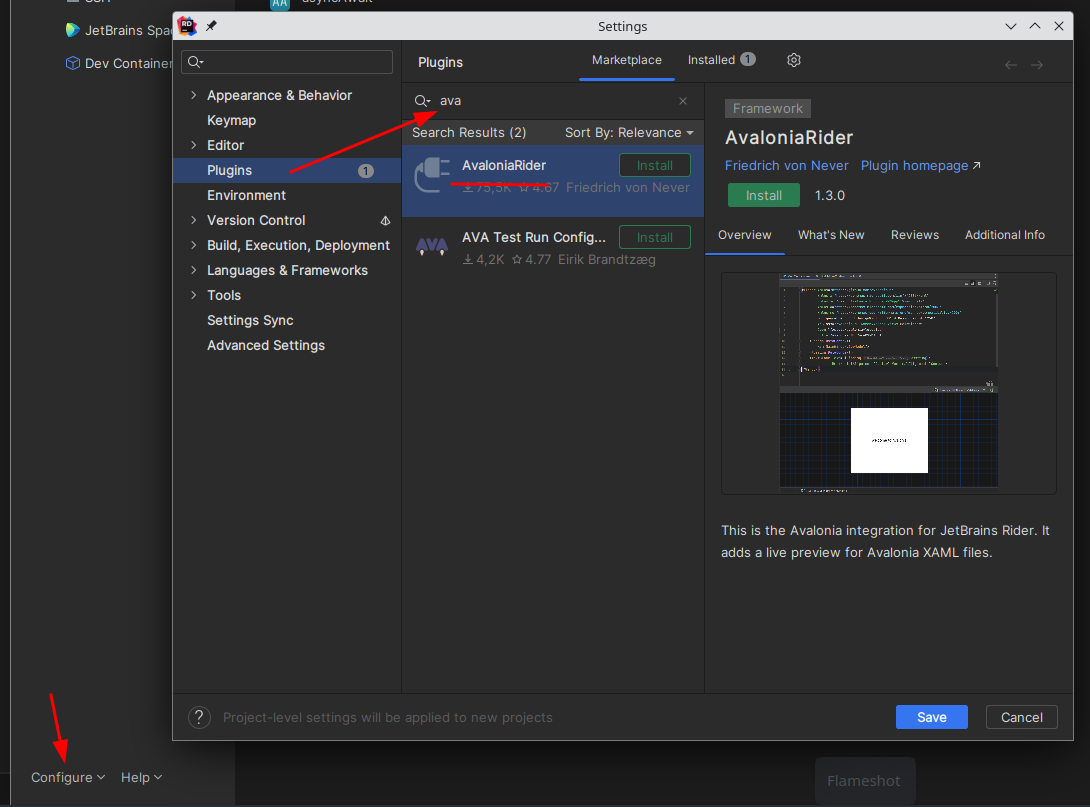 asyncAwait
AA
SSH
JetBrains Spa
Dev Container
RD
Settings
Plugins
Marketplace
Installed 1
Appearance & Behavior
Keymap
Editor
Plugins 1
Environment
Version Control
Build, Execution, Deployment
Languages & Frameworks
Tools
Settings Sync
Advanced Settings
ava
Search Results (2) Sort By: Relevance
AvaloniaRider Install
75,5K 4.67 Friedrich von Never
AVA
AVA Test Run Config... Install
4,2K 4.77 Eirik Brandtzæg
Framework
AvaloniaRider
Friedrich von Never Plugin homepage
Install 1.3.0
Overview What's New Reviews Additional Info
This is the Avalonia integration for JetBrains Rider. It
adds a live preview for Avalonia XAML files.
? Project-level settings will be applied to new projects
Save Cancel
Configure Help
Flameshot